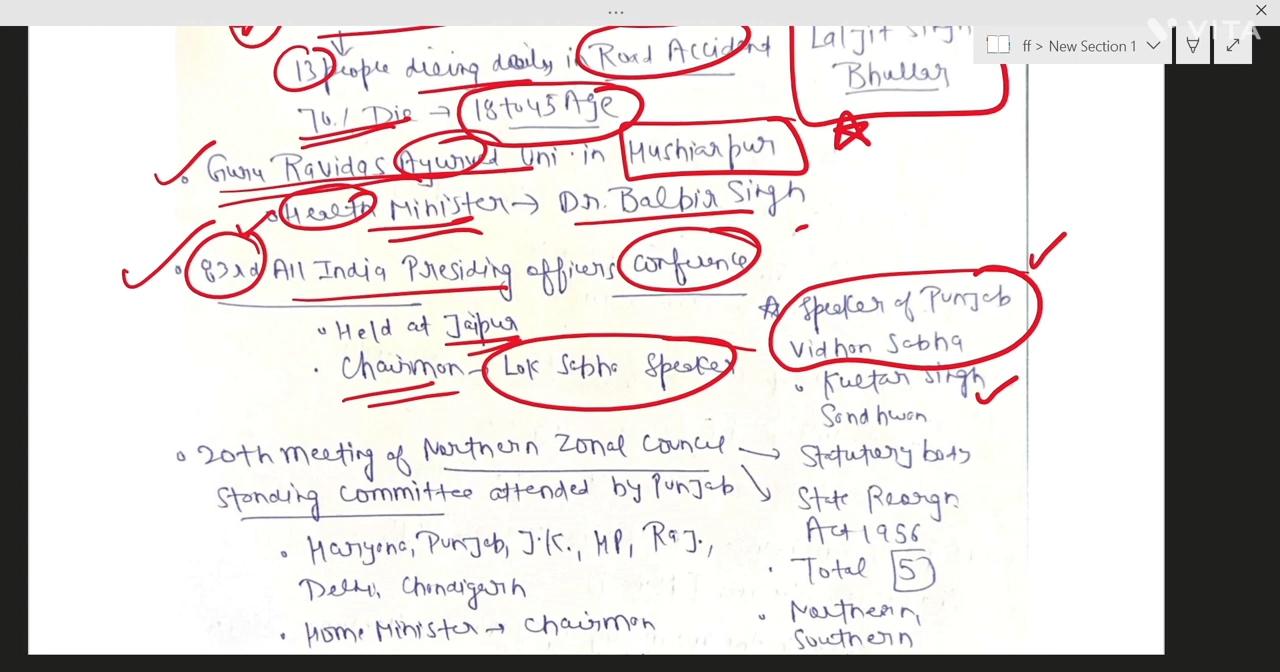 ...
VITA
ff > New Section 1
Laljit Singh
Bhullar
13 people dieing daily in Road Accident
70% Die → 18 to 45 Age
Guru Ravidas Ayurved Uni. in Hushiarpur
Health Minister → Dr. Balbir Singh
83rd All India Presiding officers conference
Held at Jaipur
Chairman → Lok Sabha Speaker
Speaker of Punjab
Vidhan Sabha
Kultar Singh
Sandhwan
20th meeting of Northern Zonal Council → Statutery body
Standing Committee attended by Punjab
State Reorgn
Act 1956
Haryana, Punjab, J.K., HP, Raj.,
Delhi, Chandigarh
Total 5
Home Minister → Chairman
Northern,
Southern